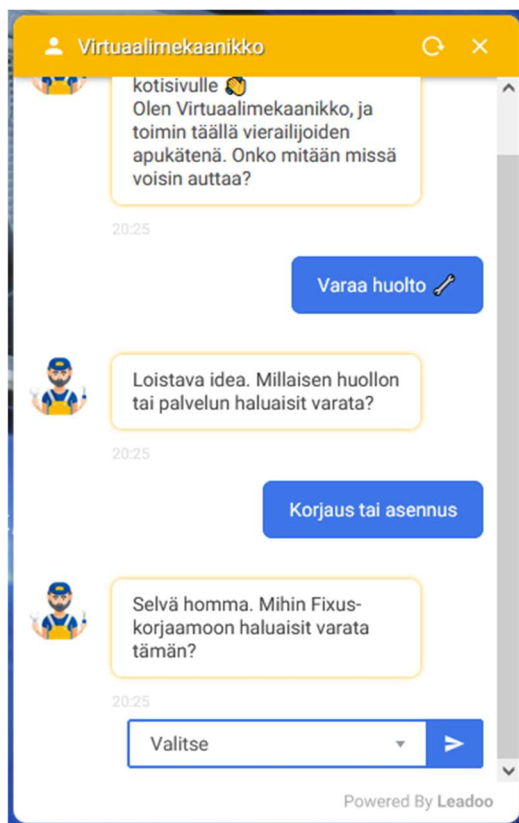 Virtuaalimekaanikko
kotisivulle 👏
Olen Virtuaalimekaanikko, ja
toimin täällä vierailijoiden
apukätenä. Onko mitään missä
voisin auttaa?
20:25
Varaa huolto 🔧
Loistava idea. Millaisen huollon
tai palvelun haluaisit varata?
20:25
Korjaus tai asennus
Selvä homma. Mihin Fixus-
korjaamoon haluaisit varata
tämän?
20:25
Valitse
Powered By Leadoo